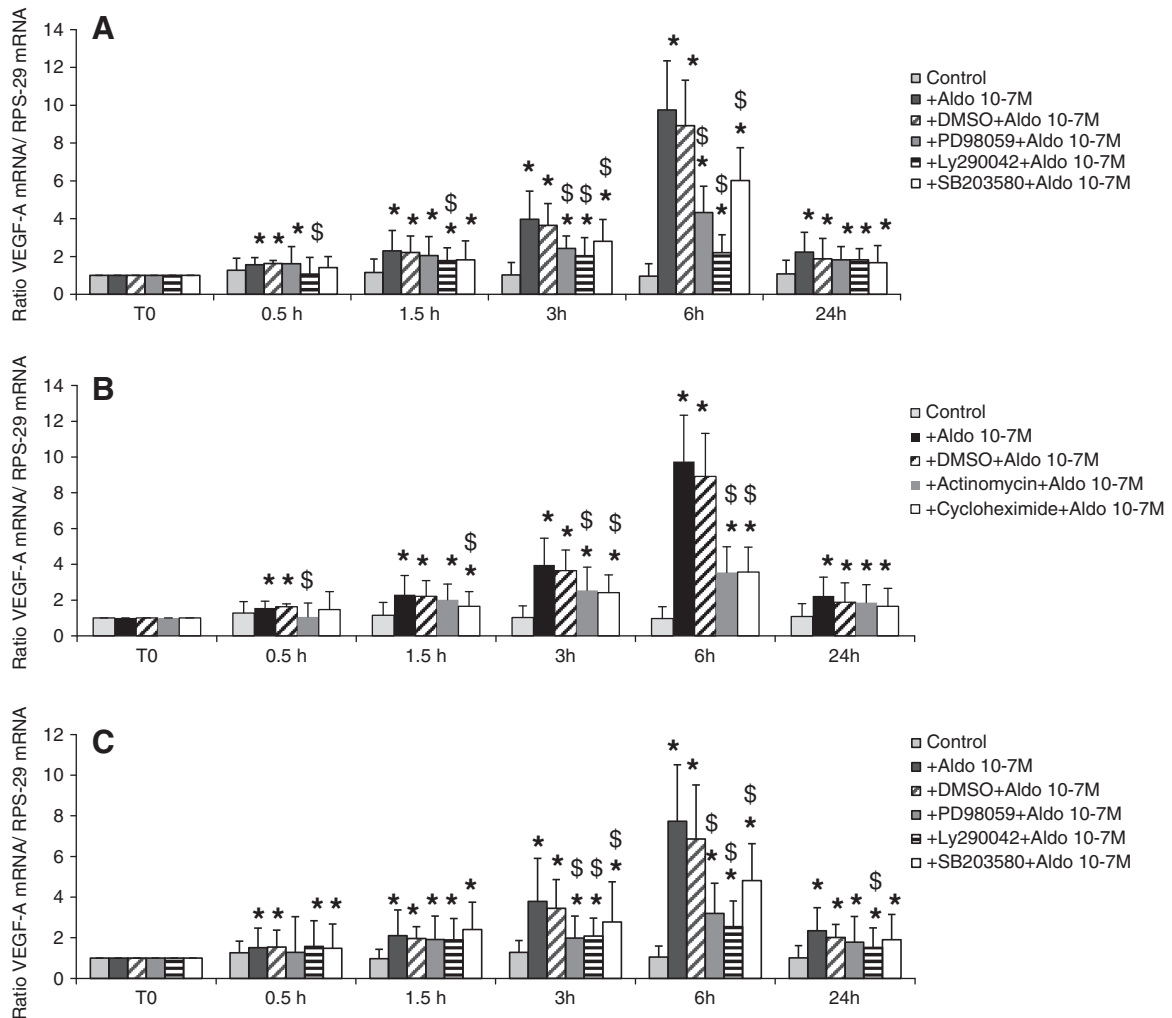 A
Ratio VEGF-A mRNA/ RPS-29 mRNA
14
12
10
8
6
4
2
0
* * * $
* * * $ * *
* * $ * $ * $ *
* * $ * $ * $ *
* * * * *
T0 0.5 h 1.5 h 3h 6h 24h
Control
+Aldo 10-7M
+DMSO+Aldo 10-7M
+PD98059+Aldo 10-7M
+Ly290042+Aldo 10-7M
+SB203580+Aldo 10-7M
B
Ratio VEGF-A mRNA/ RPS-29 mRNA
14
12
10
8
6
4
2
0
* * $
* * * $ *
* * $ * $ *
* * $ * $ *
* * * *
T0 0.5 h 1.5 h 3h 6h 24h
Control
+Aldo 10-7M
+DMSO+Aldo 10-7M
+Actinomycin+Aldo 10-7M
+Cycloheximide+Aldo 10-7M
C
Ratio VEGF-A mRNA/ RPS-29 mRNA
12
10
8
6
4
2
0
* * * *
* * * * *
* * $ * $ * $ *
* * $ * $ * $ *
* * * $ * *
T0 0.5 h 1.5 h 3h 6h 24h
Control
+Aldo 10-7M
+DMSO+Aldo 10-7M
+PD98059+Aldo 10-7M
+Ly290042+Aldo 10-7M
+SB203580+Aldo 10-7M